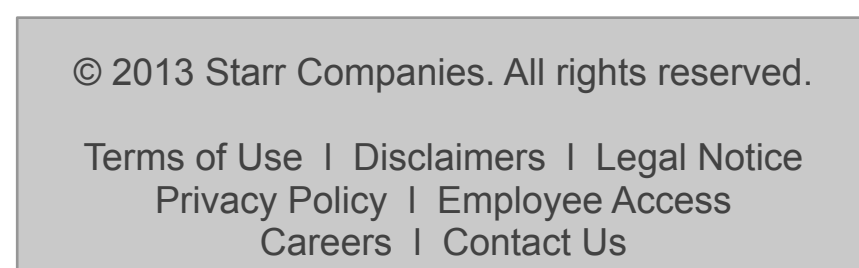 © 2013 Starr Companies. All rights reserved.
Terms of Use l Disclaimers l Legal Notice
Privacy Policy l Employee Access
Careers l Contact Us